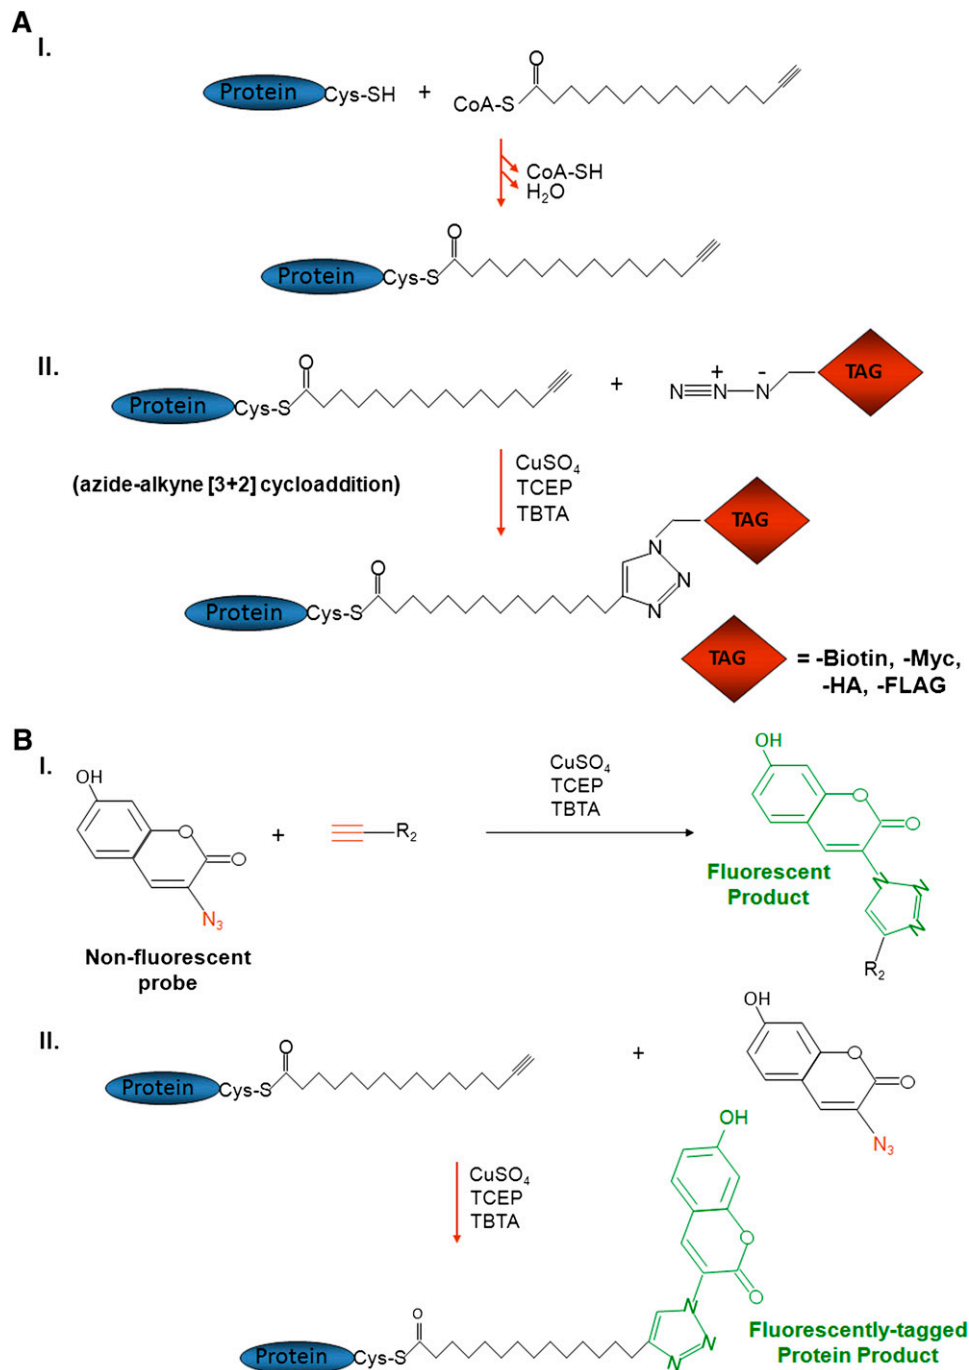 A
I.
Protein Cys-SH + CoA-S O
CoA-SH
H₂O
O
Protein Cys-S
II.
O
Protein Cys-S + N≡N-N + - TAG
(azide-alkyne [3+2] cycloaddition)
CuSO₄
TCEP
TBTA
TAG
O
Protein Cys-S N N N
TAG = -Biotin, -Myc,
-HA, -FLAG
B
I.
OH
O
O
N₃
Non-fluorescent
probe
+
R₂
CuSO₄
TCEP
TBTA
OH
O
O
N N N
R₂
Fluorescent
Product
II.
O
Protein Cys-S
+
OH
O
O
N₃
CuSO₄
TCEP
TBTA
OH
O
O
N N N
O
Protein Cys-S
Fluorescently-tagged
Protein Product